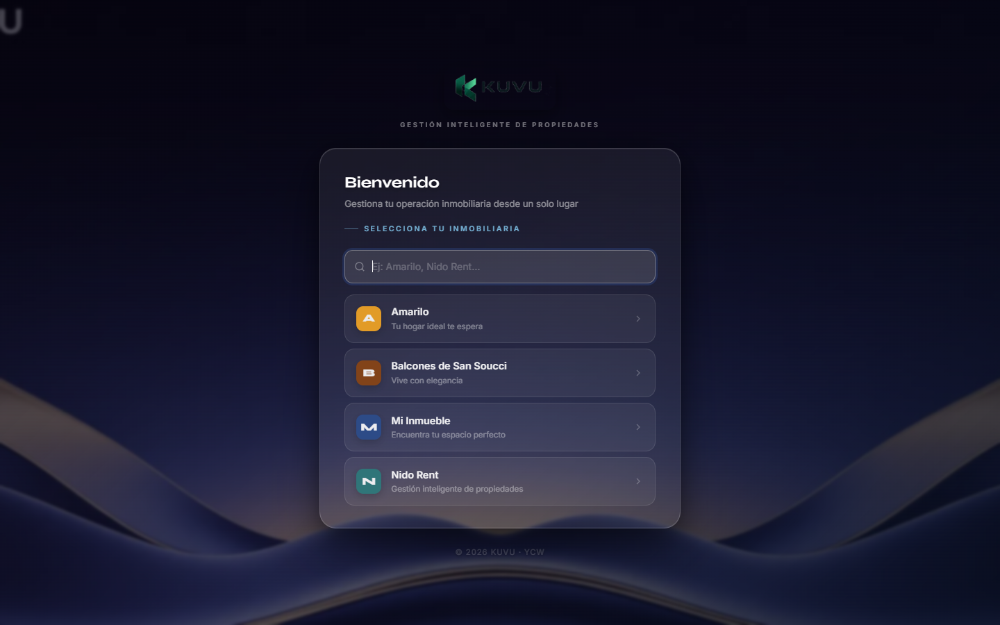 U
KUVU
GESTIÓN INTELIGENTE DE PROPIEDADES
Bienvenido
Gestiona tu operación inmobiliaria desde un solo lugar
SELECCIONA TU INMOBILIARIA
Ej: Amarilo, Nido Rent...
A
Amarilo
Tu hogar ideal te espera
B
Balcones de San Soucci
Vive con elegancia
M
Mi Inmueble
Encuentra tu espacio perfecto
N
Nido Rent
Gestión inteligente de propiedades
© 2026 KUVU - YCW